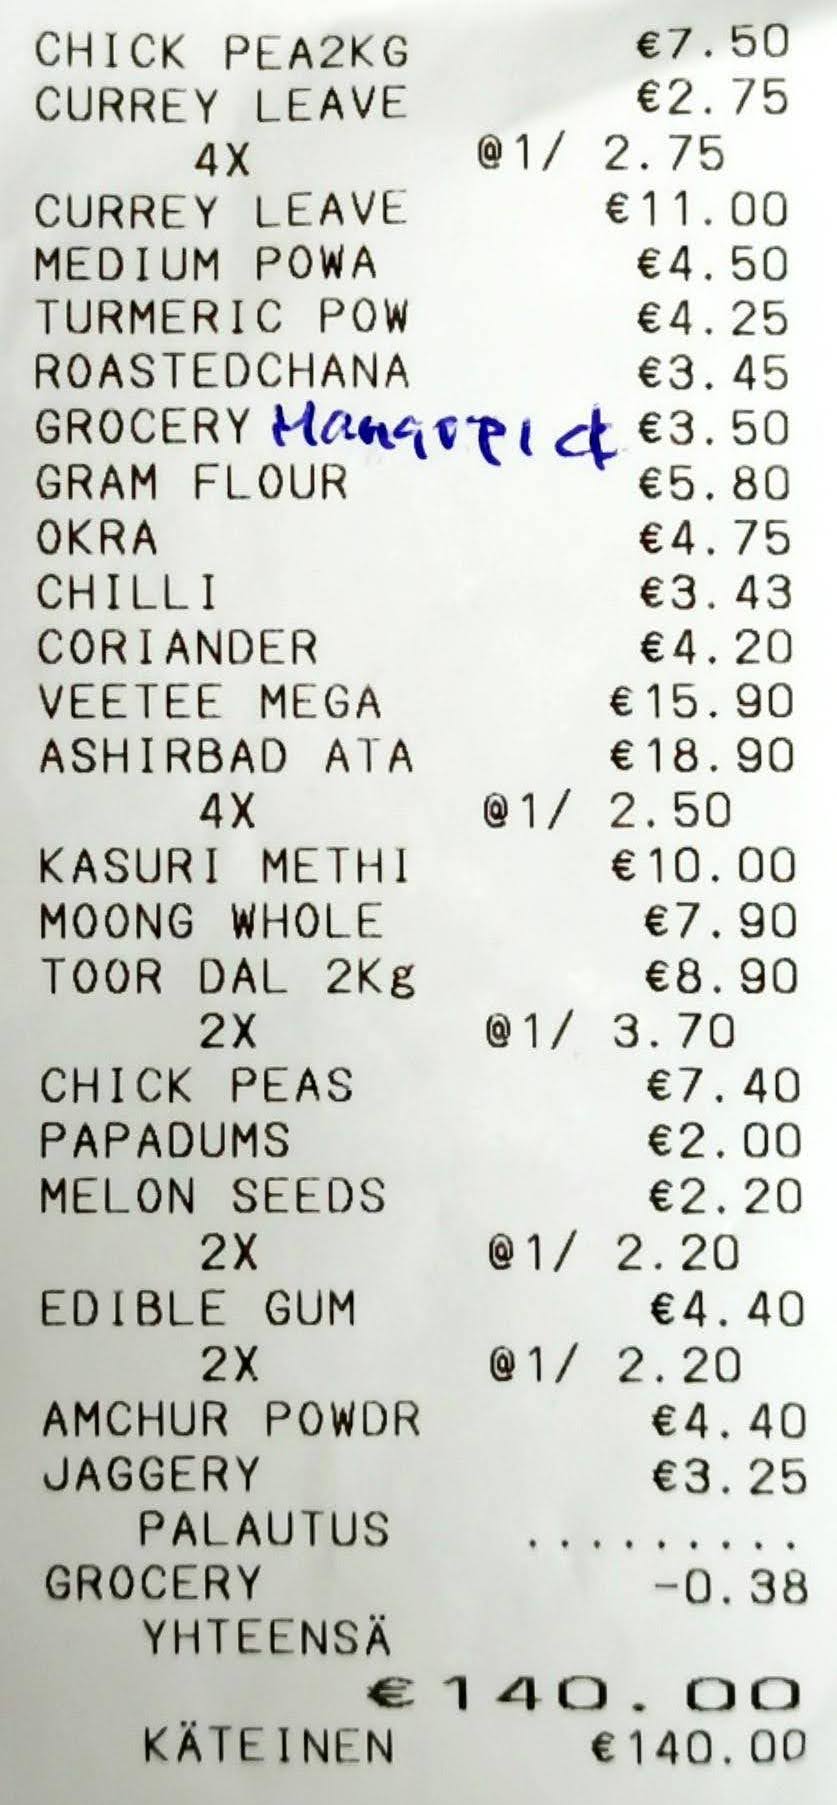 CHICK PEA2KG €7.50
CURREY LEAVE €2.75
4X @1/ 2.75
CURREY LEAVE €11.00
MEDIUM POWA €4.50
TURMERIC POW €4.25
ROASTEDCHANA €3.45
GROCERY €3.50
GRAM FLOUR €5.80
OKRA €4.75
CHILLI €3.43
CORIANDER €4.20
VEETEE MEGA €15.90
ASHIRBAD ATA €18.90
4X @1/ 2.50
KASURI METHI €10.00
MOONG WHOLE €7.90
TOOR DAL 2Kg €8.90
2X @1/ 3.70
CHICK PEAS €7.40
PAPADUMS €2.00
MELON SEEDS €2.20
2X @1/ 2.20
EDIBLE GUM €4.40
2X @1/ 2.20
AMCHUR POWDR €4.40
JAGGERY €3.25
PALAUTUS .........
GROCERY -0.38
YHTEENSÄ
€140.00
KÄTEINEN €140.00